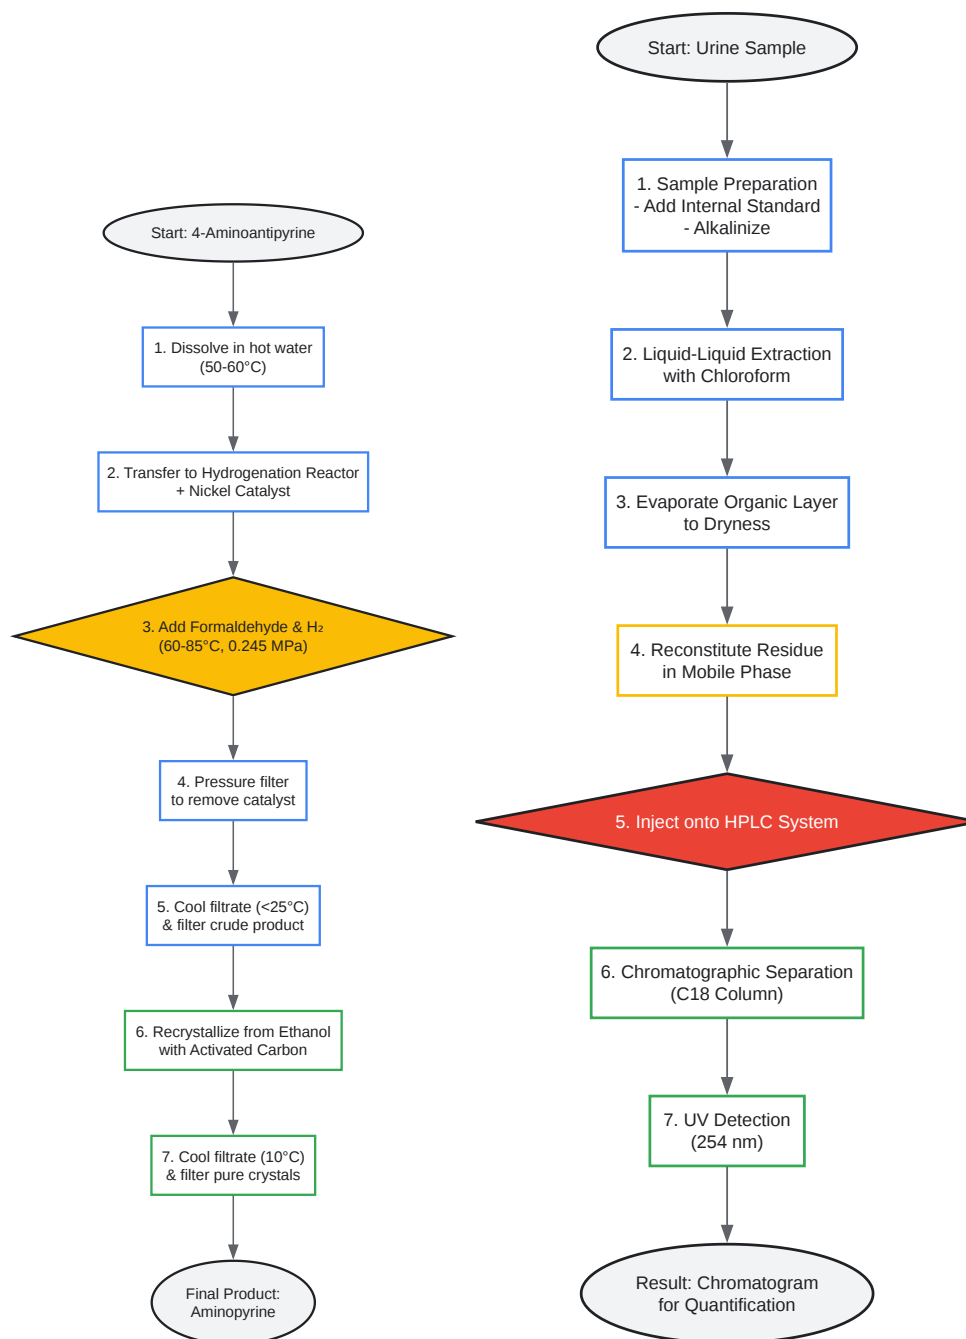 Start: 4-Aminoantipyrine
1. Dissolve in hot water
(50-60°C)
2. Transfer to Hydrogenation Reactor
+ Nickel Catalyst
3. Add Formaldehyde & H₂
(60-85°C, 0.245 MPa)
4. Pressure filter
to remove catalyst
5. Cool filtrate (<25°C)
& filter crude product
6. Recrystallize from Ethanol
with Activated Carbon
7. Cool filtrate (10°C)
& filter pure crystals
Final Product:
Aminopyrine
Start: Urine Sample
1. Sample Preparation
- Add Internal Standard
- Alkalinize
2. Liquid-Liquid Extraction
with Chloroform
3. Evaporate Organic Layer
to Dryness
4. Reconstitute Residue
in Mobile Phase
5. Inject onto HPLC System
6. Chromatographic Separation
(C18 Column)
7. UV Detection
(254 nm)
Result: Chromatogram
for Quantification